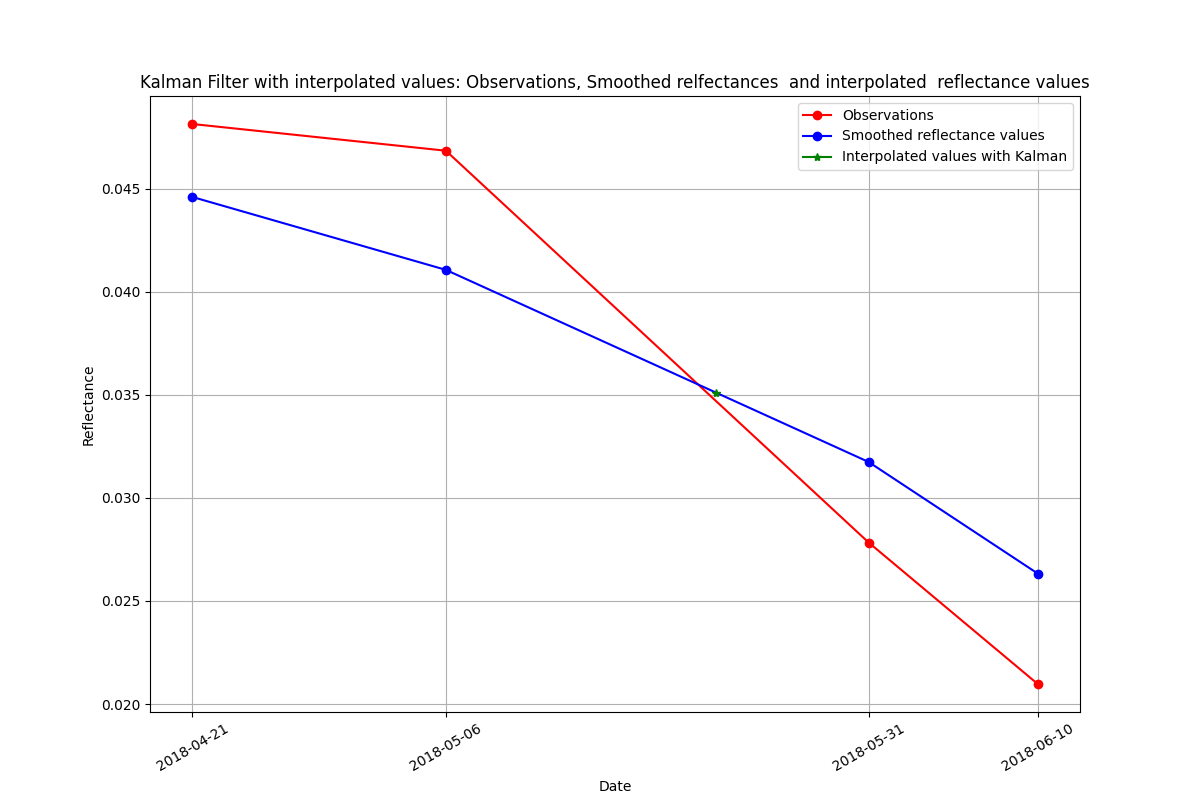 Kalman Filter with interpolated values: Observations, Smoothed relfectances  and interpolated  reflectance values
Observations
Smoothed reflectance values
Interpolated values with Kalman
0.045
0.040
0.035
0.030
0.025
0.020
Reflectance
2018-04-21
2018-05-06
2018-05-31
2018-06-10
Date